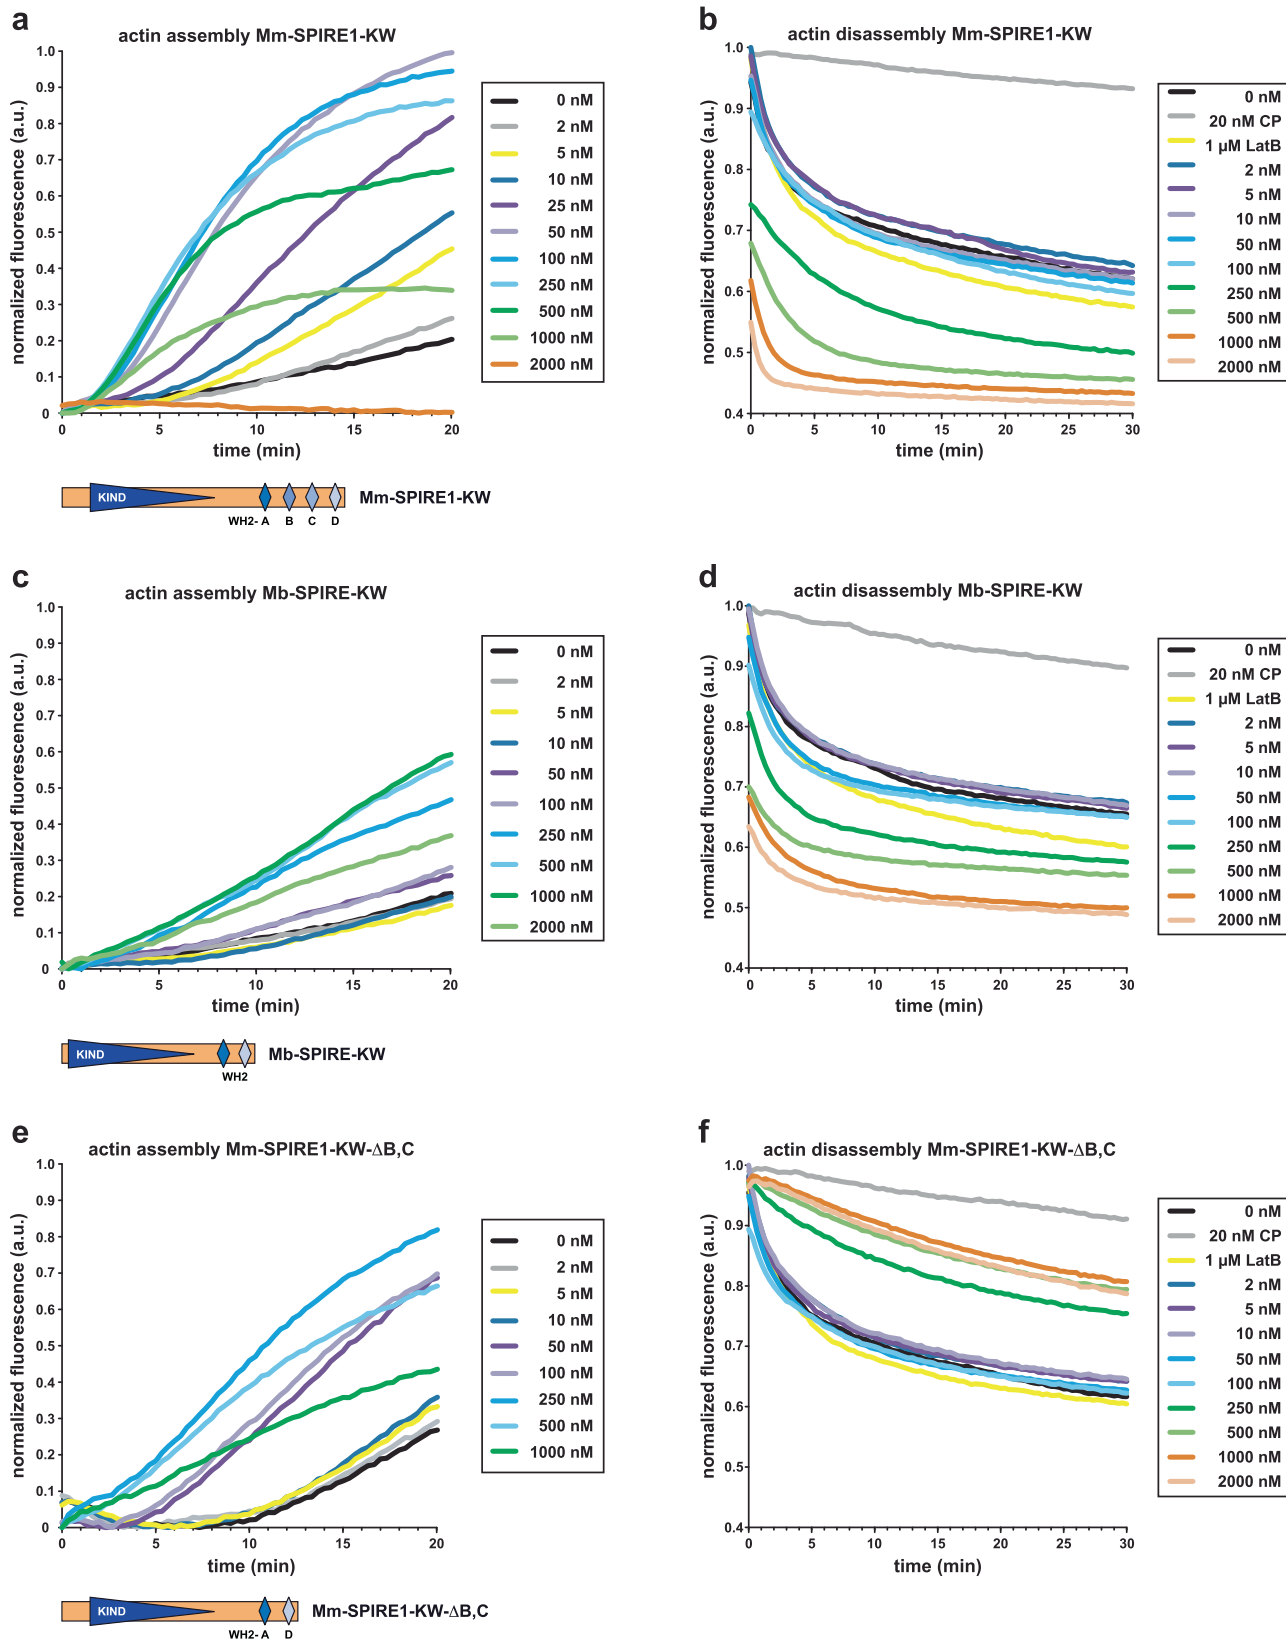 a
actin assembly Mm-SPIRE1-KW
normalized fluorescence (a.u.)
1.0
0.9
0.8
0.7
0.6
0.5
0.4
0.3
0.2
0.1
0
0 5 10 15 20
time (min)
0 nM
2 nM
5 nM
10 nM
25 nM
50 nM
100 nM
250 nM
500 nM
1000 nM
2000 nM
KIND
Mm-SPIRE1-KW
WH2- A B C D
b
actin disassembly Mm-SPIRE1-KW
normalized fluorescence (a.u.)
1.0
0.9
0.8
0.7
0.6
0.5
0.4
0 5 10 15 20 25 30
time (min)
0 nM
20 nM CP
1 µM LatB
2 nM
5 nM
10 nM
50 nM
100 nM
250 nM
500 nM
1000 nM
2000 nM
c
actin assembly Mb-SPIRE-KW
normalized fluorescence (a.u.)
1.0
0.9
0.8
0.7
0.6
0.5
0.4
0.3
0.2
0.1
0
0 5 10 15 20
time (min)
0 nM
2 nM
5 nM
10 nM
50 nM
100 nM
250 nM
500 nM
1000 nM
2000 nM
KIND
Mb-SPIRE-KW
WH2
d
actin disassembly Mb-SPIRE-KW
normalized fluorescence (a.u.)
1.0
0.9
0.8
0.7
0.6
0.5
0.4
0 5 10 15 20 25 30
time (min)
0 nM
20 nM CP
1 µM LatB
2 nM
5 nM
10 nM
50 nM
100 nM
250 nM
500 nM
1000 nM
2000 nM
e
actin assembly Mm-SPIRE1-KW-ΔB,C
normalized fluorescence (a.u.)
1.0
0.9
0.8
0.7
0.6
0.5
0.4
0.3
0.2
0.1
0
0 5 10 15 20
time (min)
0 nM
2 nM
5 nM
10 nM
50 nM
100 nM
250 nM
500 nM
1000 nM
KIND
Mm-SPIRE1-KW-ΔB,C
WH2- A D
f
actin disassembly Mm-SPIRE1-KW-ΔB,C
normalized fluorescence (a.u.)
1.0
0.9
0.8
0.7
0.6
0.5
0.4
0 5 10 15 20 25 30
time (min)
0 nM
20 nM CP
1 µM LatB
2 nM
5 nM
10 nM
50 nM
100 nM
250 nM
500 nM
1000 nM
2000 nM